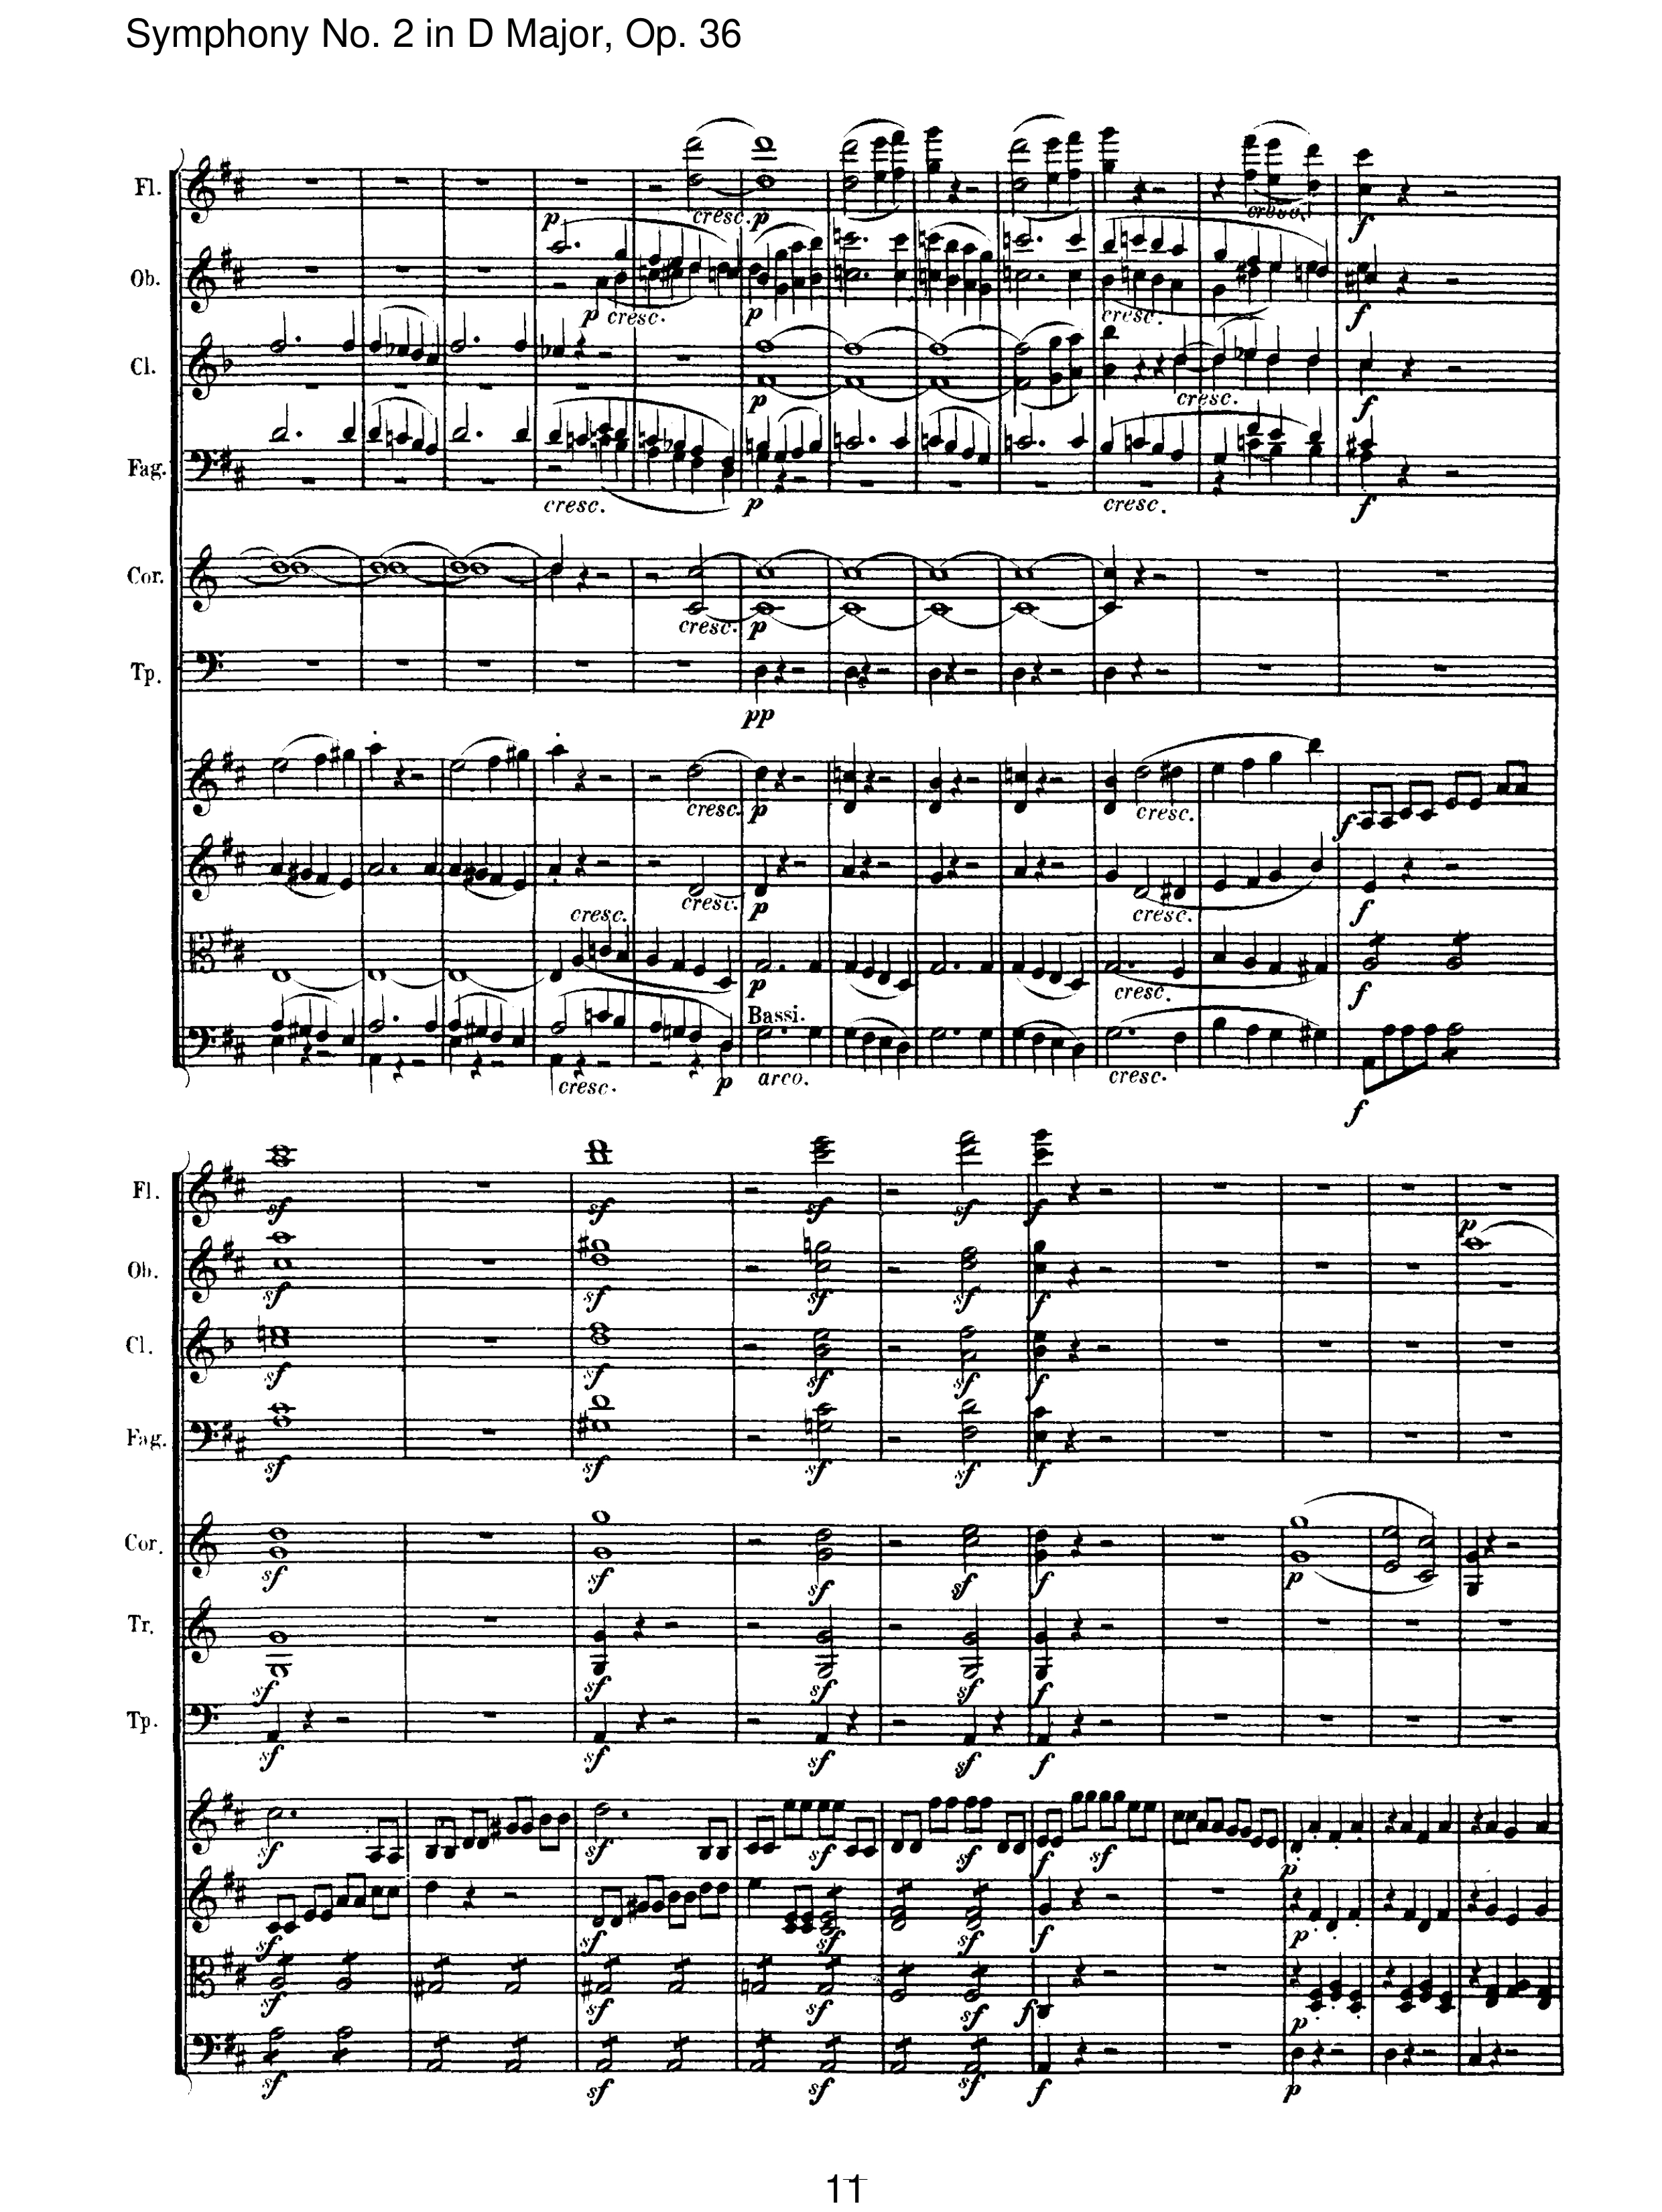 Symphony No. 2 in D Major, Op. 36
Fl.
cresc. p cresc. f
p
Ob.
p cresc. p cresc. f
Cl.
p cresc. f
Fag.
cresc. p cresc. f
Cor.
cresc. p
Tp.
pp
cresc. p cresc. f
cresc. p cresc. f
cresc.
p cresc. f
Bassi.
cresc. p arco. cresc. f
Fl.
sf sf sf sf f
p
Ob.
sf sf sf sf f
Cl.
sf sf sf sf f
Fag.
sf sf sf sf f
Cor.
sf sf sf sf f p
Tr.
sf sf sf sf f
Tp.
sf sf sf sf f
sf sf sf sf f sf p
sf sf sf sf f p
sf sf sf sf f p
sf sf sf sf f p
11